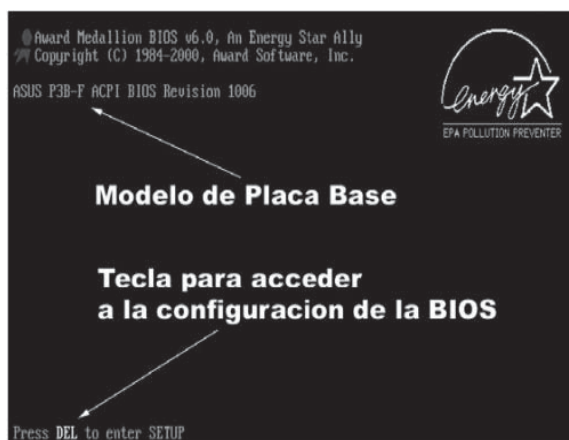 Award Medallion BIOS v6.0, An Energy Star Ally
Copyright (C) 1984-2000, Award Software, Inc.
ASUS P3B-F ACPI BIOS Revision 1006
energy
EPA POLLUTION PREVENTER
Modelo de Placa Base
Tecla para acceder
a la configuracion de la BIOS
Press DEL to enter SETUP